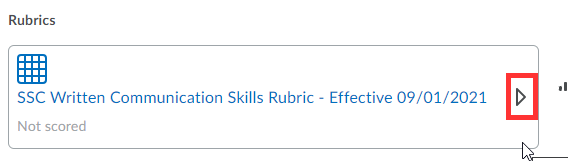 Rubrics
SSC Written Communication Skills Rubric - Effective 09/01/2021
Not scored